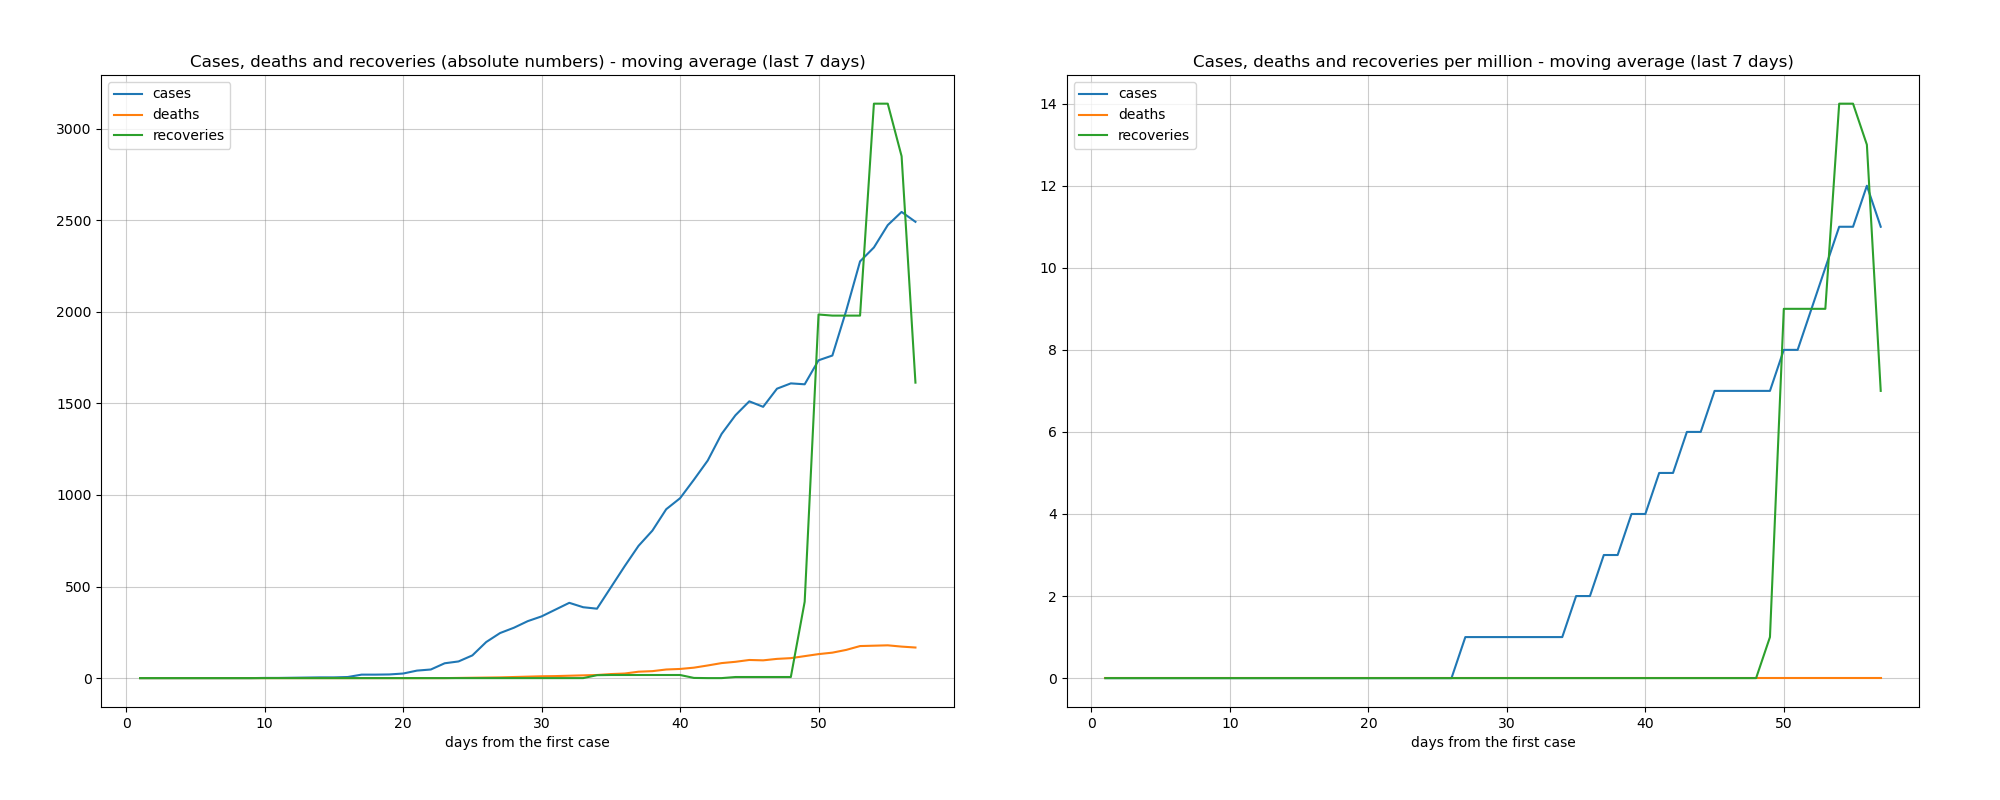 Cases, deaths and recoveries (absolute numbers) - moving average (last 7 days)
cases
deaths
recoveries
3000
2500
2000
1500
1000
500
0
0 10 20 30 40 50
days from the first case
Cases, deaths and recoveries per million - moving average (last 7 days)
cases
deaths
recoveries
14
12
10
8
6
4
2
0
0 10 20 30 40 50
days from the first case